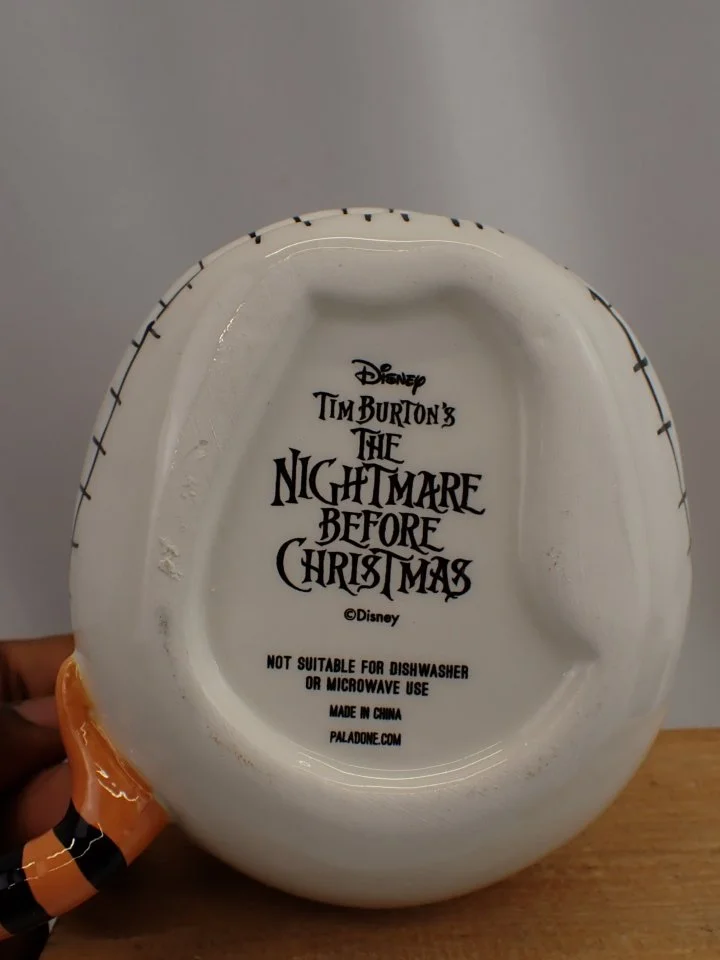 Disney
TIM BURTON'S
THE
NIGHTMARE
BEFORE
CHRISTMAS
©Disney
NOT SUITABLE FOR DISHWASHER
OR MICROWAVE USE
MADE IN CHINA
PALADONE.COM